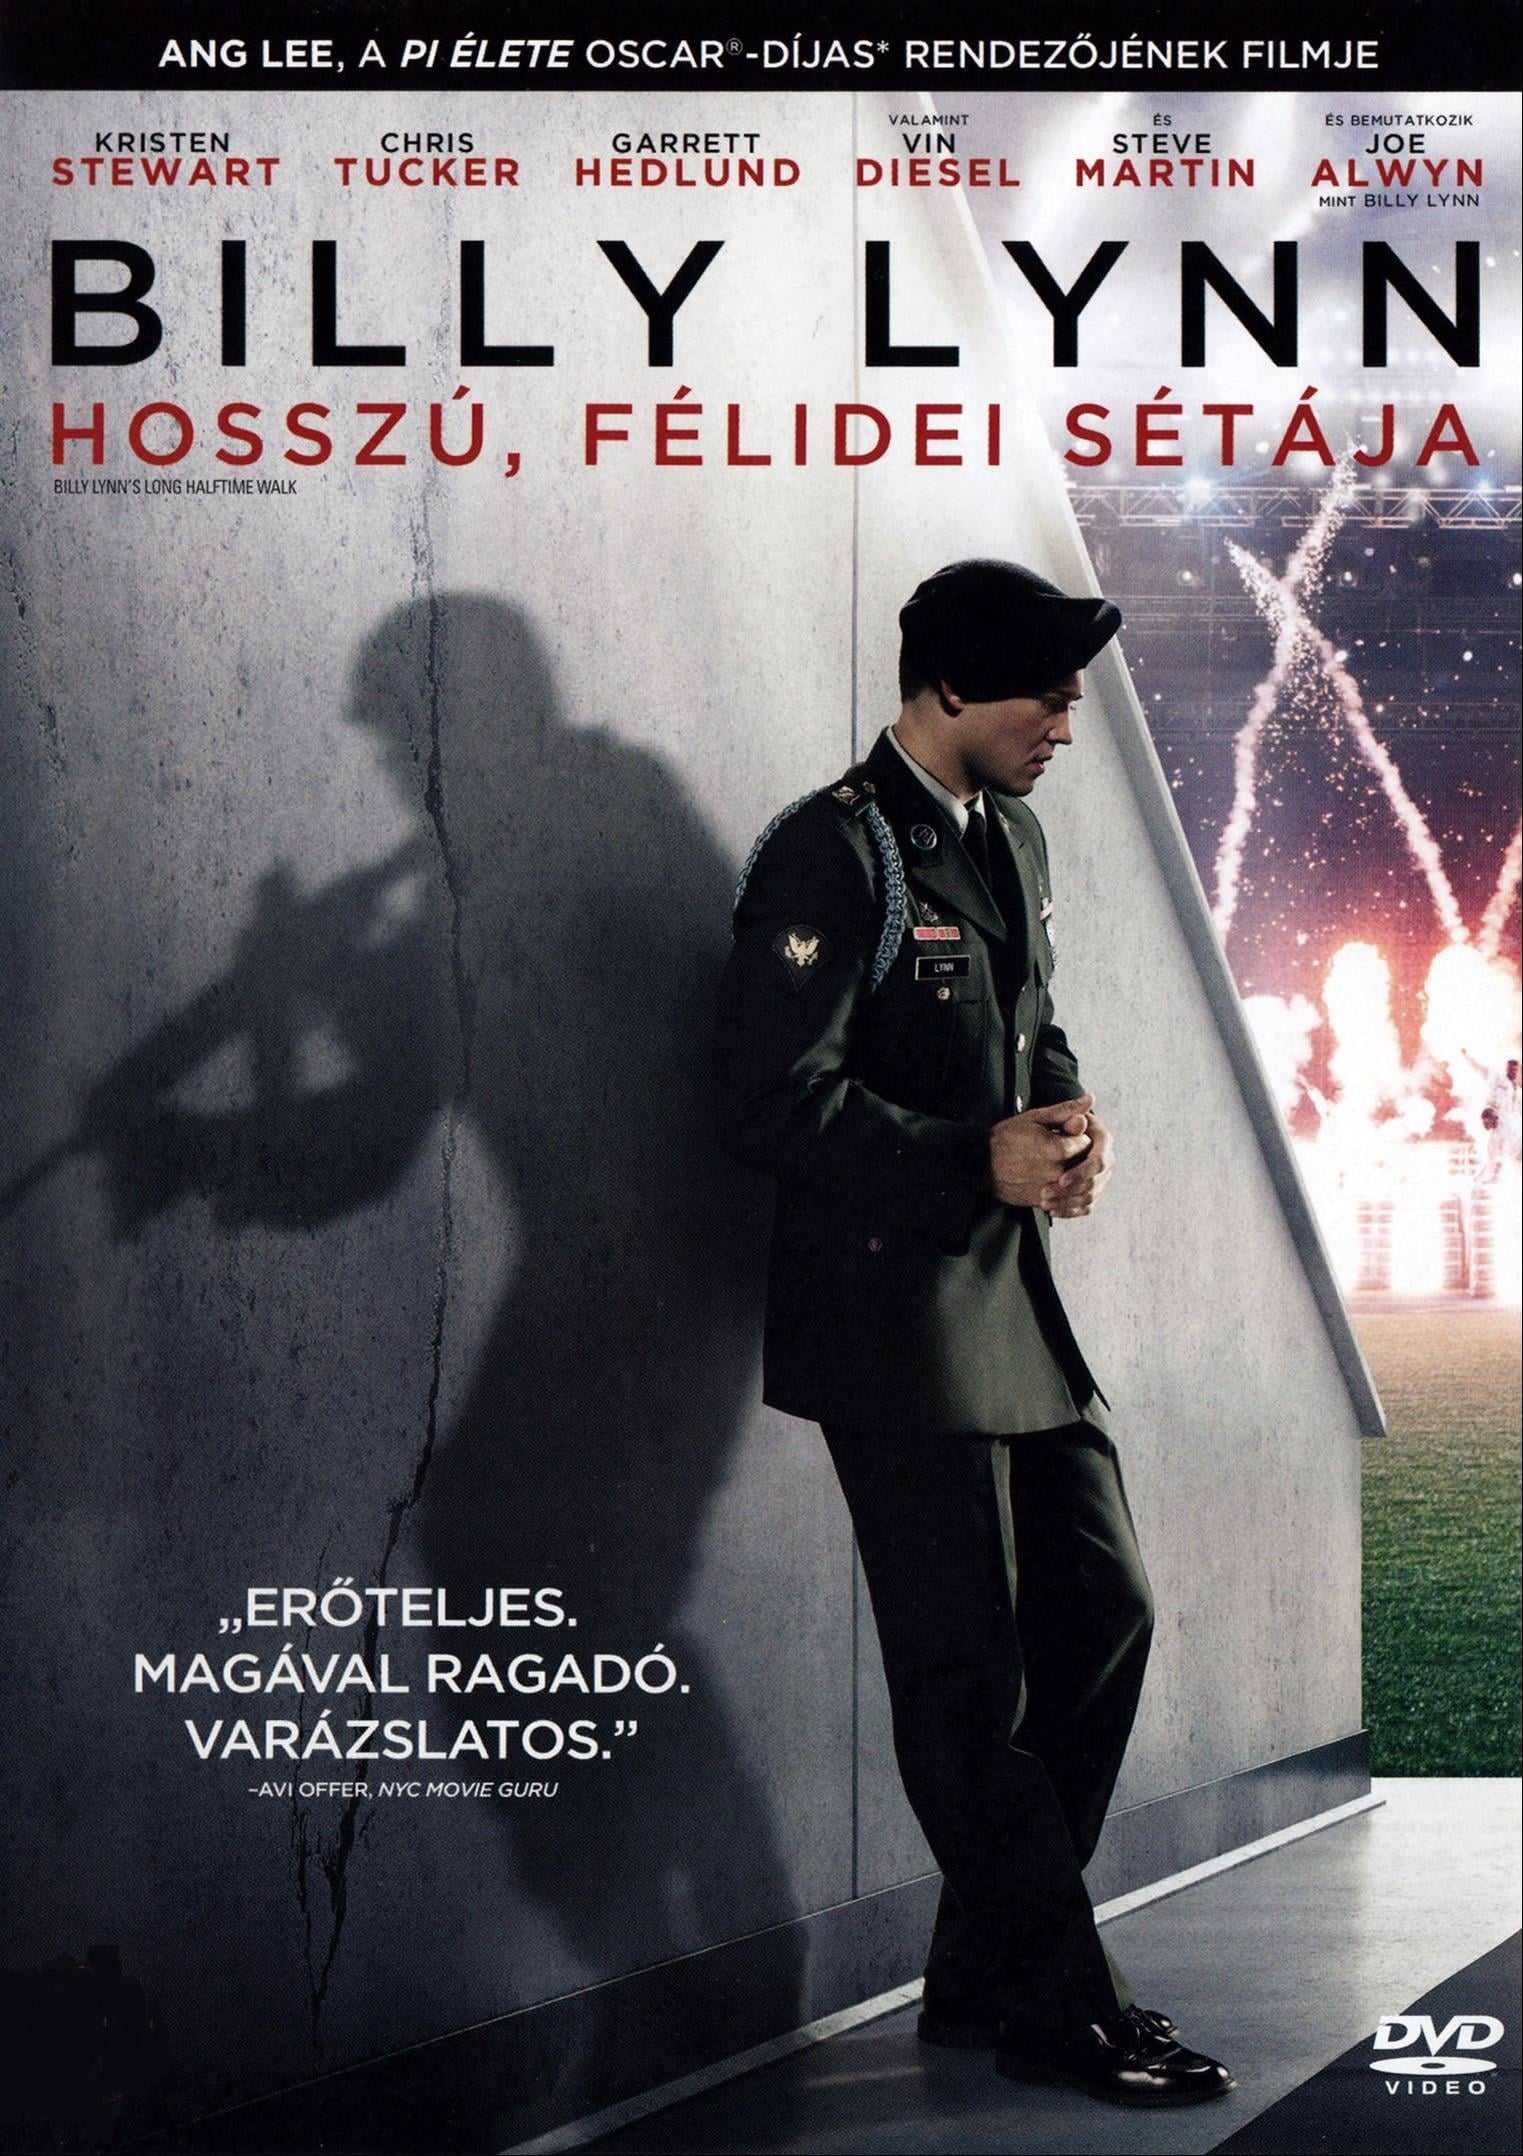 ANG LEE, A PI ÉLETE OSCAR®-DÍJAS* RENDEZŐJÉNEK FILMJE
KRISTEN STEWART
CHRIS TUCKER
GARRETT HEDLUND
VALAMINT VIN DIESEL
ÉS STEVE MARTIN
ÉS BEMUTATKOZIK JOE ALWYN MINT BILLY LYNN
BILLY LYNN
HOSSZÚ, FÉLIDEI SÉTÁJA
BILLY LYNN'S LONG HALFTIME WALK
LYNN
„ERŐTELJES.
MAGÁVAL RAGADÓ.
VARÁZSLATOS.”
–AVI OFFER, NYC MOVIE GURU
DVD
VIDEO